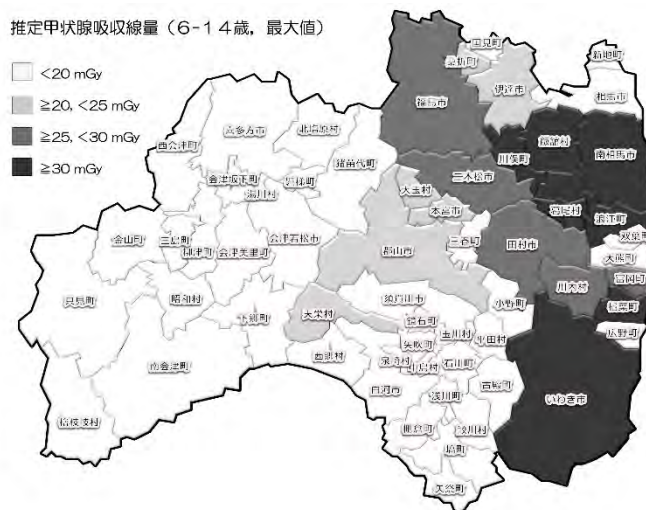 推定甲状腺吸収線量（6-14歳，最大値）
<20 mGy
≧20, <25 mGy
≧25, <30 mGy
≧30 mGy
国見町
桑折町
新地町
伊達市
相馬市
福島市
飯舘村
川俣町
南相馬市
喜多方市
北塩原村
西会津町
猪苗代町
会津坂下町
磐梯町
湯川村
二本松市
大玉村
本宮市
葛尾村
浪江町
双葉町
大熊町
三春町
田村市
富岡町
川内村
楢葉町
広野町
郡山市
金山町
三島町
柳津町
会津美里町
会津若松市
只見町
昭和村
下郷町
須賀川市
小野町
天栄村
鏡石町
玉川村
平田村
矢吹町
西郷村
泉崎村
中島村
石川町
南会津町
白河市
古殿町
浅川町
いわき市
檜枝岐村
棚倉町
鮫川村
塙町
矢祭町